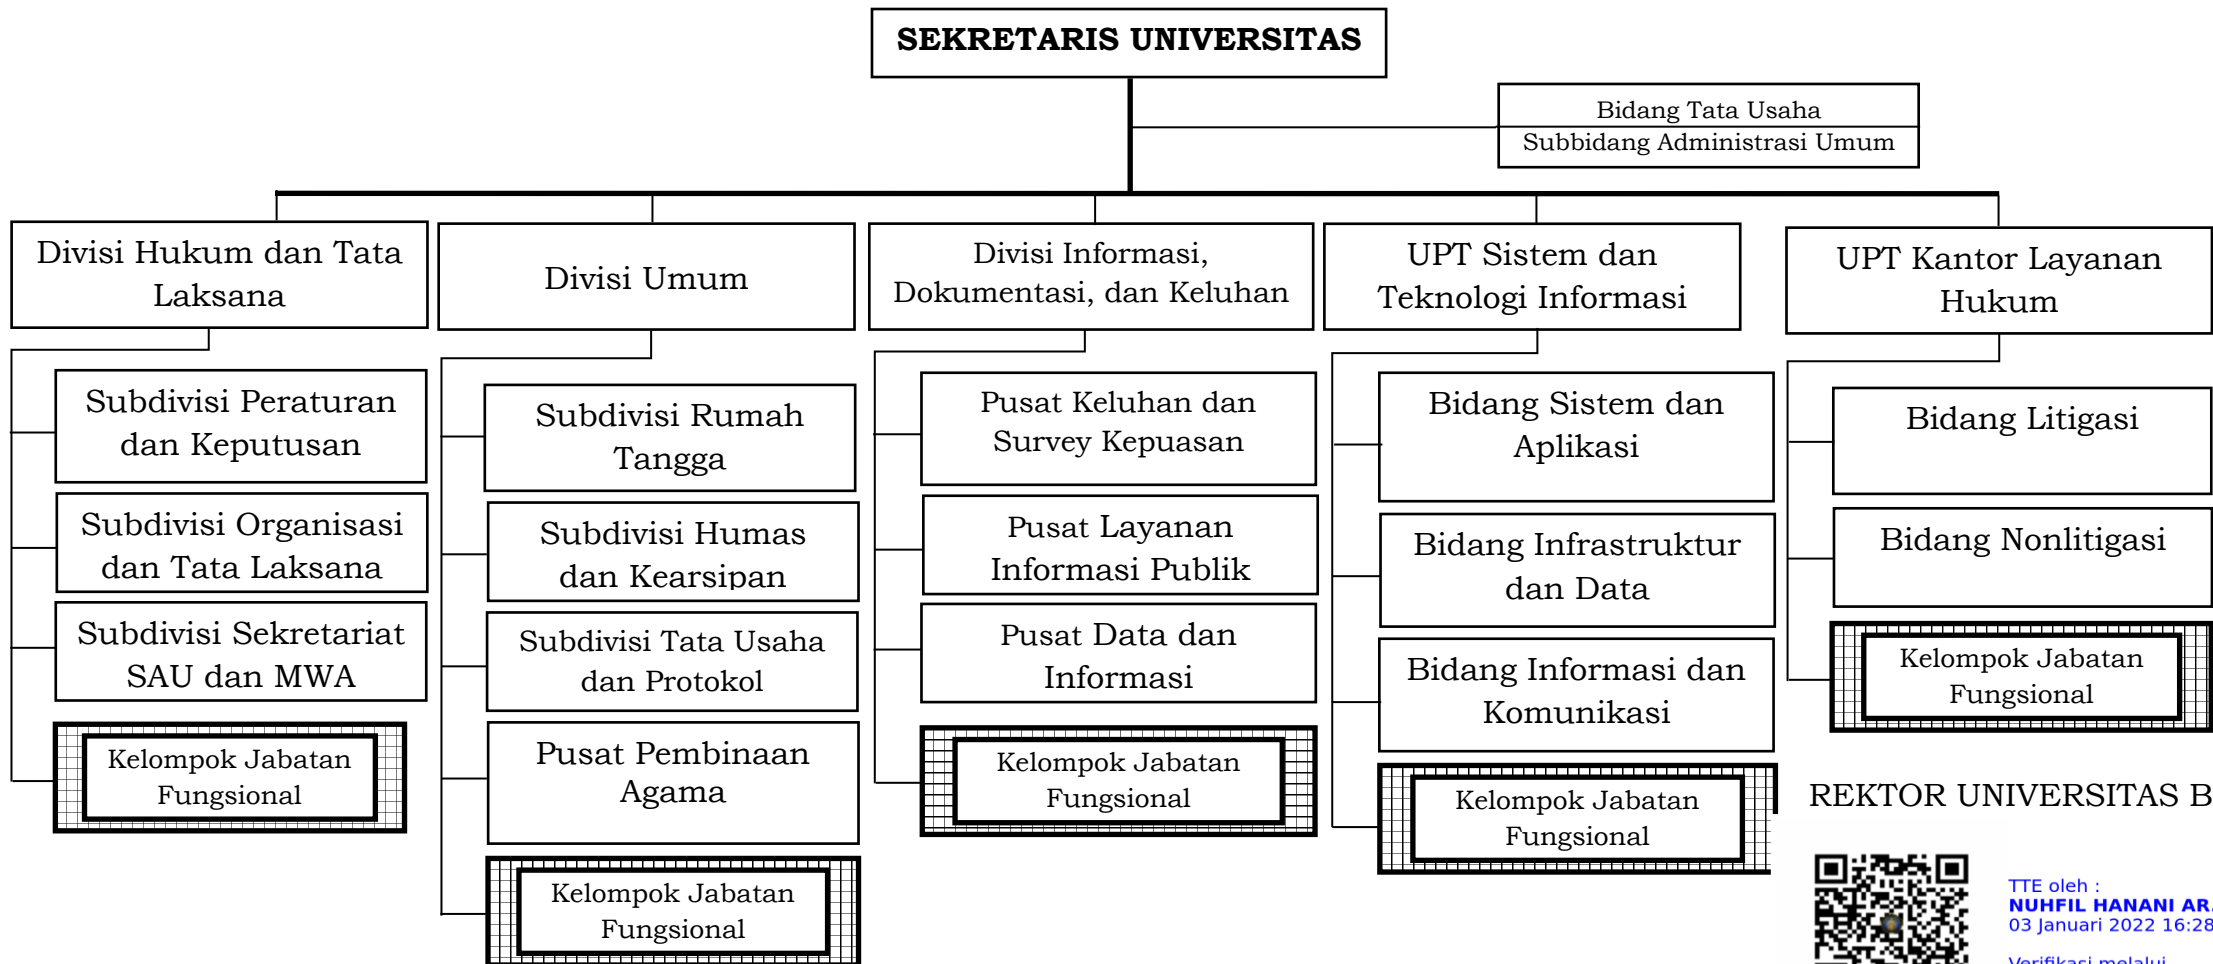 SEKRETARIS UNIVERSITAS
Bidang Tata Usaha
Subbidang Administrasi Umum
Divisi Hukum dan Tata
Laksana
Divisi Umum
Divisi Informasi,
Dokumentasi, dan Keluhan
UPT Sistem dan
Teknologi Informasi
UPT Kantor Layanan
Hukum
Subdivisi Peraturan
dan Keputusan
Subdivisi Organisasi
dan Tata Laksana
Subdivisi Sekretariat
SAU dan MWA
Kelompok Jabatan
Fungsional
Subdivisi Rumah
Tangga
Subdivisi Humas
dan Kearsipan
Subdivisi Tata Usaha
dan Protokol
Pusat Pembinaan
Agama
Kelompok Jabatan
Fungsional
Pusat Keluhan dan
Survey Kepuasan
Pusat Layanan
Informasi Publik
Pusat Data dan
Informasi
Kelompok Jabatan
Fungsional
Bidang Sistem dan
Aplikasi
Bidang Infrastruktur
dan Data
Bidang Informasi dan
Komunikasi
Kelompok Jabatan
Fungsional
Bidang Litigasi
Bidang Nonlitigasi
Kelompok Jabatan
Fungsional
REKTOR UNIVERSITAS B
TTE oleh :
NUHFIL HANANI AR.
03 Januari 2022 16:28
Verifikasi melalui